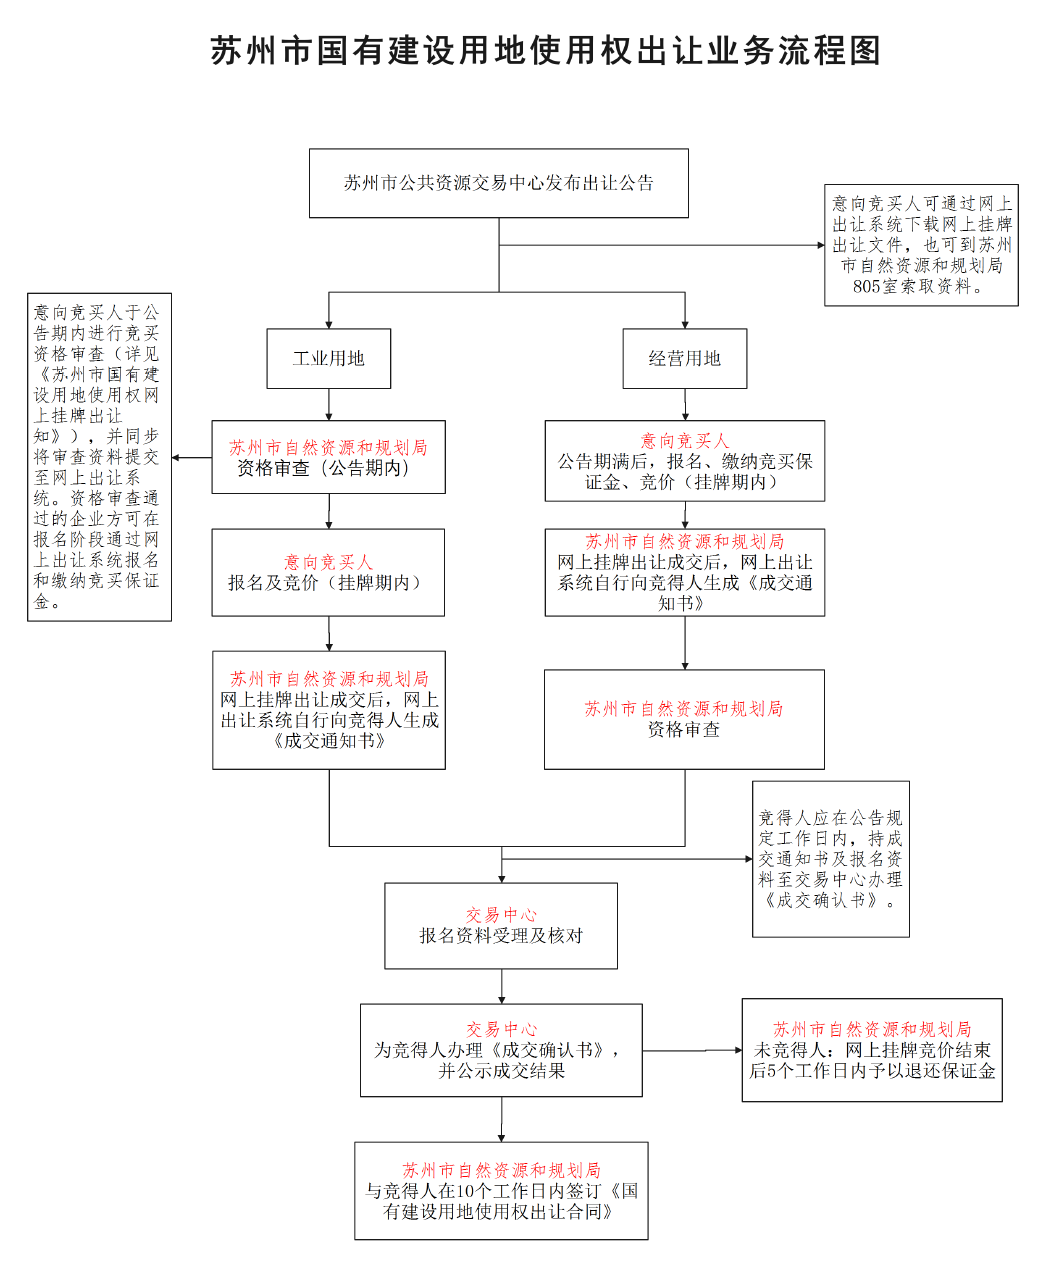 苏州市国有建设用地使用权出让业务流程图
苏州市公共资源交易中心发布出让公告
意向竞买人可通过网上
出让系统下载网上挂牌
出让文件，也可到苏州
市自然资源和规划局
805室索取资料。
意向竞买人于公
告期内进行竞买
资格审查（详见
《苏州市国有建
设用地使用权网
上挂牌出让
知》），并同步
将审查资料提交
至网上出让系
统。资格审查通
过的企业方可在
报名阶段通过网
上出让系统报名
和缴纳竞买保证
金。
工业用地
经营用地
苏州市自然资源和规划局
资格审查（公告期内）
意向竞买人
公告期满后，报名、缴纳竞买保
证金、竞价（挂牌期内）
意向竞买人
报名及竞价（挂牌期内）
苏州市自然资源和规划局
网上挂牌出让成交后，网上出让
系统自行向竞得人生成《成交通
知书》
苏州市自然资源和规划局
网上挂牌出让成交后，网上
出让系统自行向竞得人生成
《成交通知书》
苏州市自然资源和规划局
资格审查
竞得人应在公告规
定工作日内，持成
交通知书及报名资
料至交易中心办理
《成交确认书》。
交易中心
报名资料受理及核对
交易中心
为竞得人办理《成交确认书》，
并公示成交结果
苏州市自然资源和规划局
未竞得人：网上挂牌竞价结束
后5个工作日内予以退还保证金
苏州市自然资源和规划局
与竞得人在10个工作日内签订《国
有建设用地使用权出让合同》